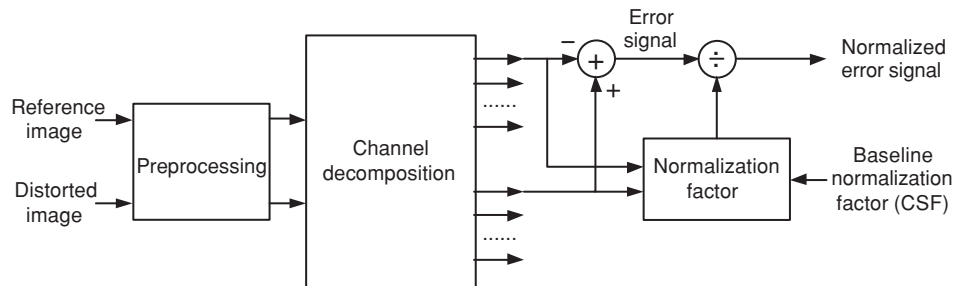 Reference
image
Distorted
image
Preprocessing
Channel
decomposition
......
......
−
+
+
Error
signal
÷
Normalized
error signal
Normalization
factor
Baseline
normalization
factor (CSF)